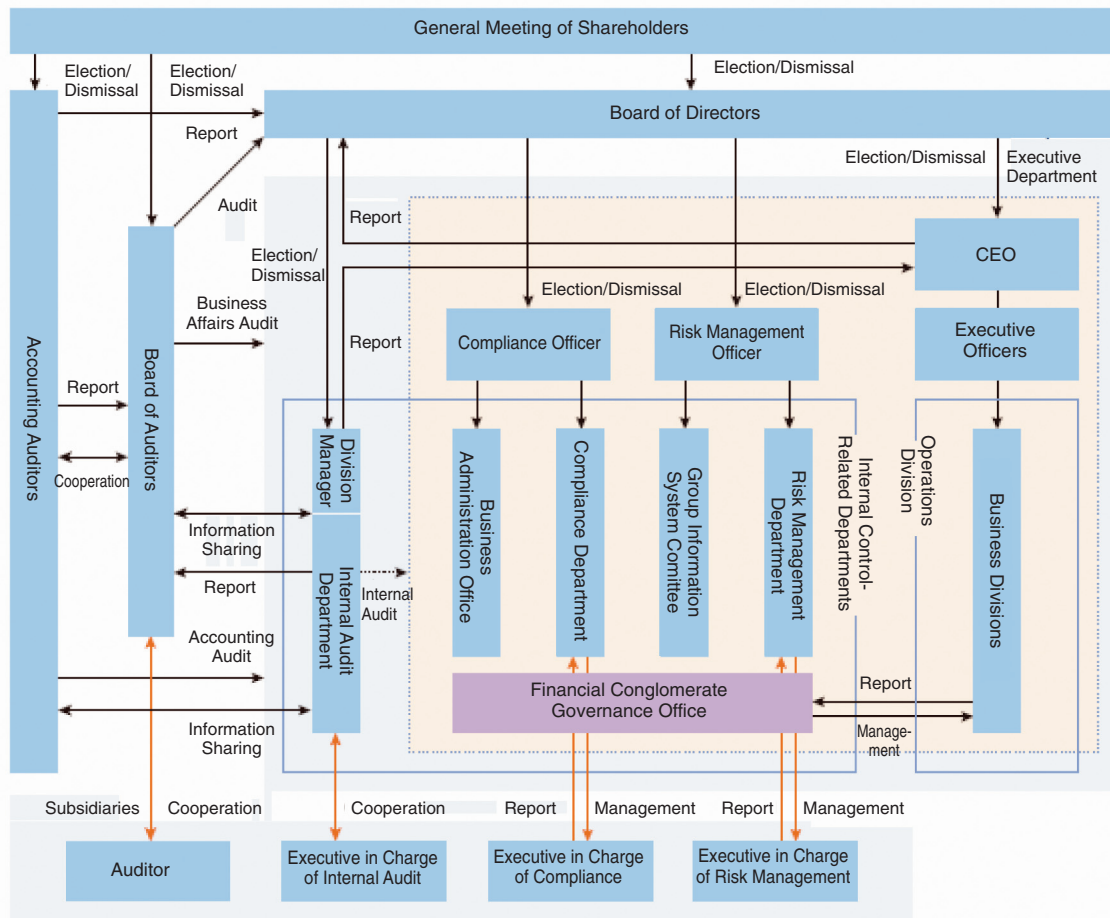 General Meeting of Shareholders
Election/
Dismissal
Election/
Dismissal
Election/Dismissal
Board of Directors
Report
Audit
Election/Dismissal
Executive
Department
Report
CEO
Election/
Dismissal
Election/Dismissal
Election/Dismissal
Business
Affairs Audit
Compliance Officer
Risk Management
Officer
Executive
Officers
Report
Accounting Auditors
Board of Auditors
Report
Cooperation
Division
Manager
Business
Administration Office
Compliance Department
Group Information
System Comittee
Risk Management
Department
Internal Control-
Related Departments
Operations
Division
Business Divisions
Information
Sharing
Report
Internal Audit
Department
Internal
Audit
Accounting
Audit
Information
Sharing
Financial Conglomerate
Governance Office
Report
Manage-
ment
Subsidiaries
Cooperation
Cooperation
Report
Management
Report
Management
Auditor
Executive in Charge
of Internal Audit
Executive in Charge
of Compliance
Executive in Charge
of Risk Management